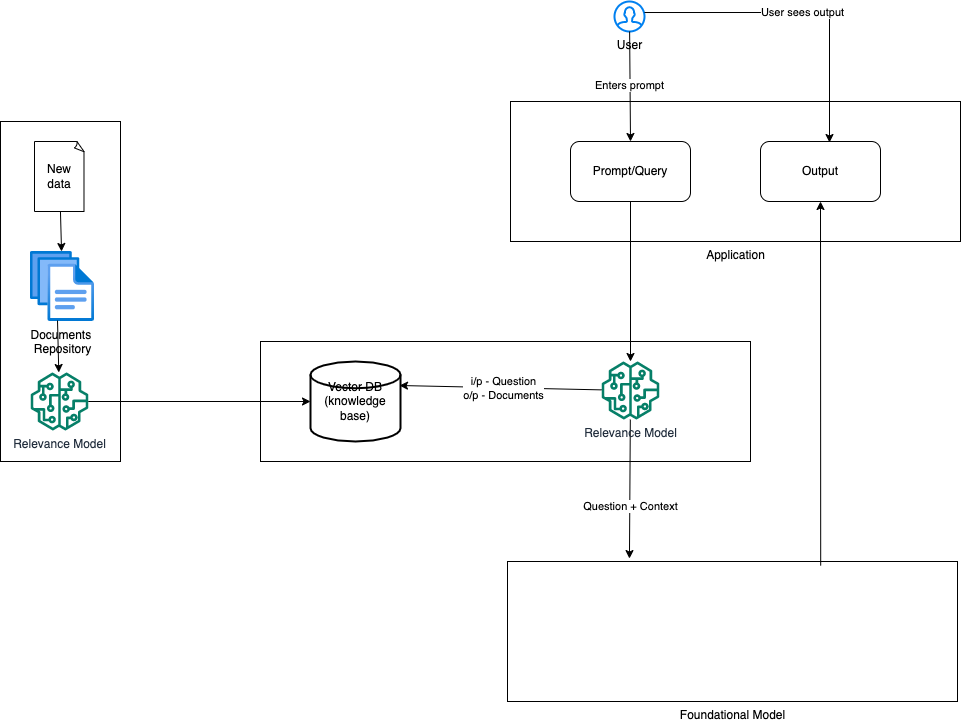 User sees output
User
Enters prompt
New
data
Prompt/Query
Output
Application
Documents
Repository
i/p - Question
o/p - Documents
Vector DB
(knowledge
base)
Relevance Model
Relevance Model
Question + Context
Foundational Model